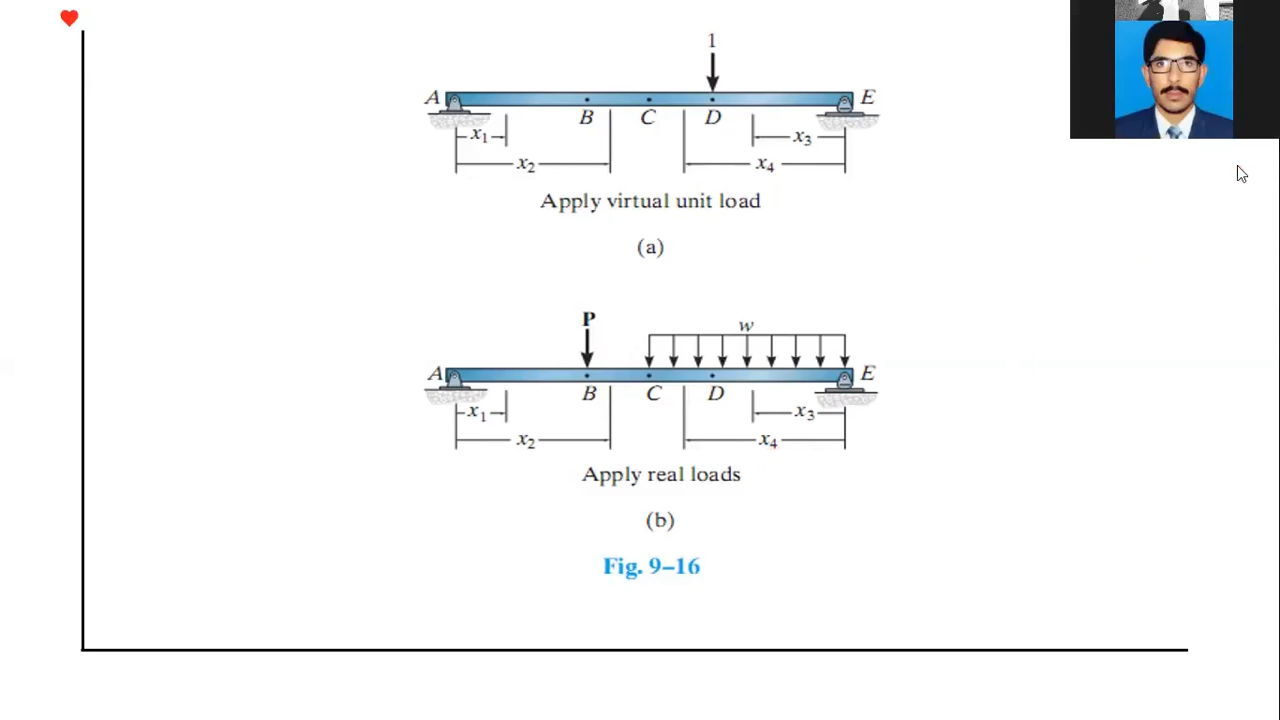 1
A E
B C D
x1 x3
x2 x4
Apply virtual unit load
(a)
P
w
A E
B C D
x1 x3
x2 x4
Apply real loads
(b)
Fig. 9–16